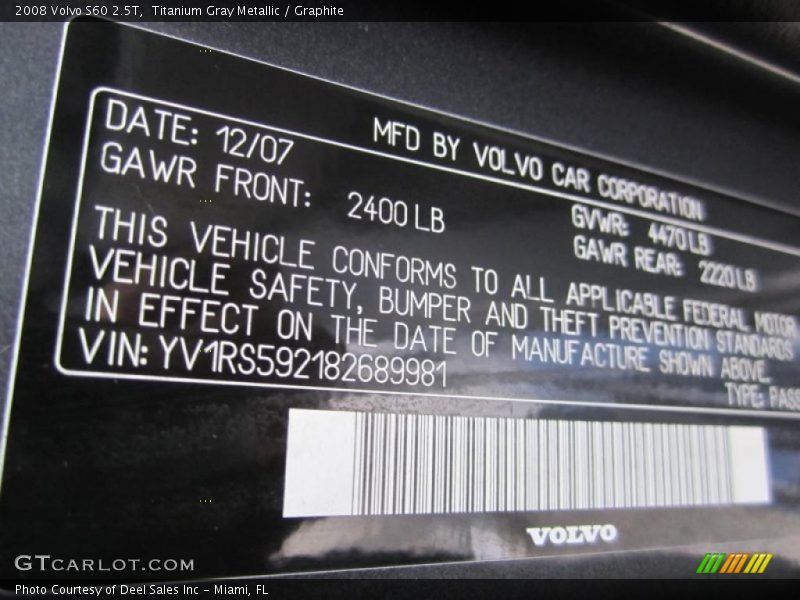 2008 Volvo S60 2.5T, Titanium Gray Metallic / Graphite
MFD BY VOLVO CAR CORPORATION
DATE: 12/07
GVWR: 4470 LB
GAWR FRONT: 2400 LB
GAWR REAR: 2220 LB
THIS VEHICLE CONFORMS TO ALL APPLICABLE FEDERAL MOTOR
VEHICLE SAFETY, BUMPER AND THEFT PREVENTION STANDARDS
IN EFFECT ON THE DATE OF MANUFACTURE SHOWN ABOVE.
VIN: YV1RS592182689981
TYPE: PASS
VOLVO
GTCARLOT.COM
Photo Courtesy of Deel Sales Inc - Miami, FL